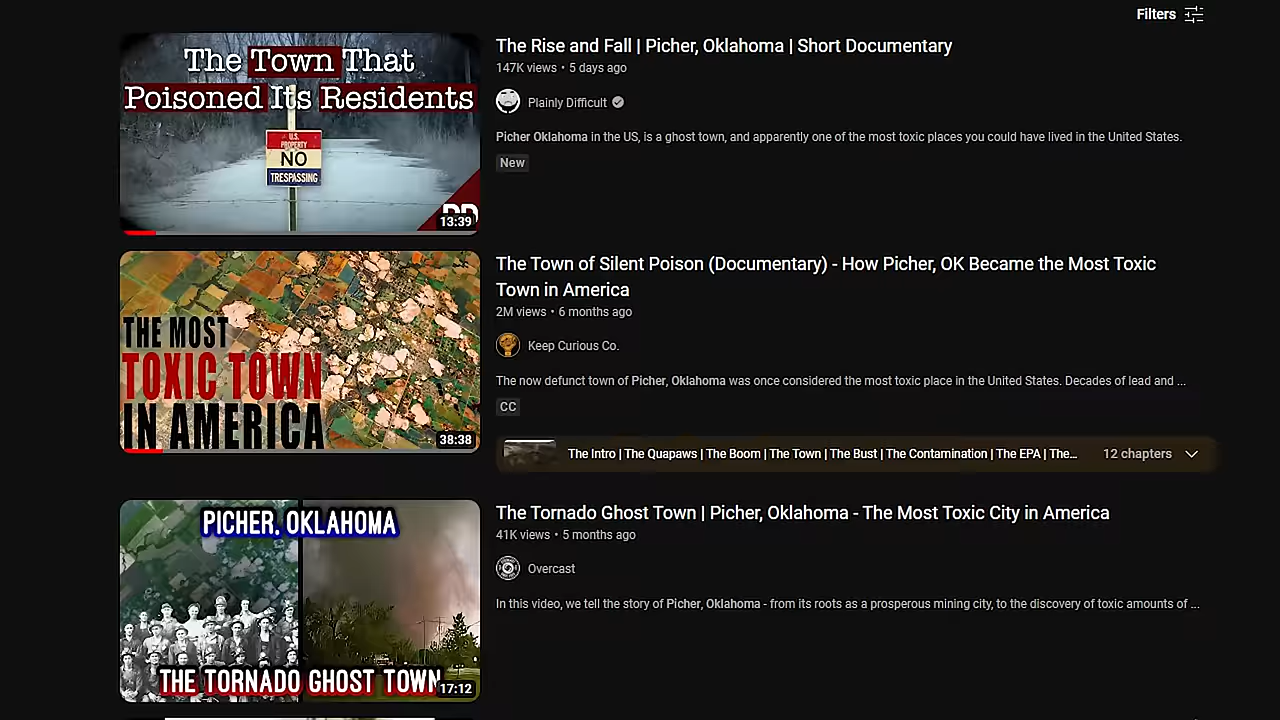 Filters
The Town That
Poisoned Its Residents
U.S.
PROPERTY
NO
TRESPASSING
13:39
The Rise and Fall | Picher, Oklahoma | Short Documentary
147K views • 5 days ago
Plainly Difficult
Picher Oklahoma in the US, is a ghost town, and apparently one of the most toxic places you could have lived in the United States.
New
THE MOST
TOXIC TOWN
IN AMERICA
38:38
The Town of Silent Poison (Documentary) - How Picher, OK Became the Most Toxic
Town in America
2M views • 6 months ago
Keep Curious Co.
The now defunct town of Picher, Oklahoma was once considered the most toxic place in the United States. Decades of lead and ...
CC
The Intro | The Quapaws | The Boom | The Town | The Bust | The Contamination | The EPA | The...
12 chapters
PICHER, OKLAHOMA
THE TORNADO GHOST TOWN
17:12
The Tornado Ghost Town | Picher, Oklahoma - The Most Toxic City in America
41K views • 5 months ago
Overcast
In this video, we tell the story of Picher, Oklahoma - from its roots as a prosperous mining city, to the discovery of toxic amounts of ...